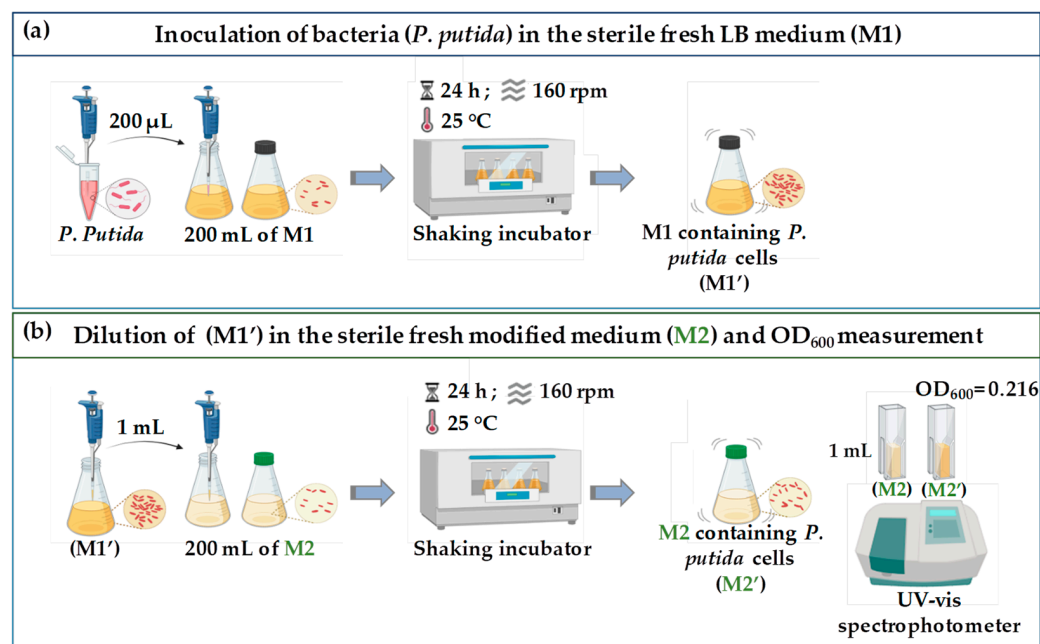 (a)
Inoculation of bacteria (P. putida) in the sterile fresh LB medium (M1)
200 µL
24 h ; 160 rpm
25 °C
P. Putida
200 mL of M1
Shaking incubator
M1 containing P.
putida cells
(M1’)
(b)
Dilution of (M1’) in the sterile fresh modified medium (M2) and OD600 measurement
1 mL
24 h ; 160 rpm
25 °C
OD600=0.216
1 mL
(M2) (M2’)
(M1’)
200 mL of M2
Shaking incubator
M2 containing P.
putida cells
(M2’)
UV-vis
spectrophotometer